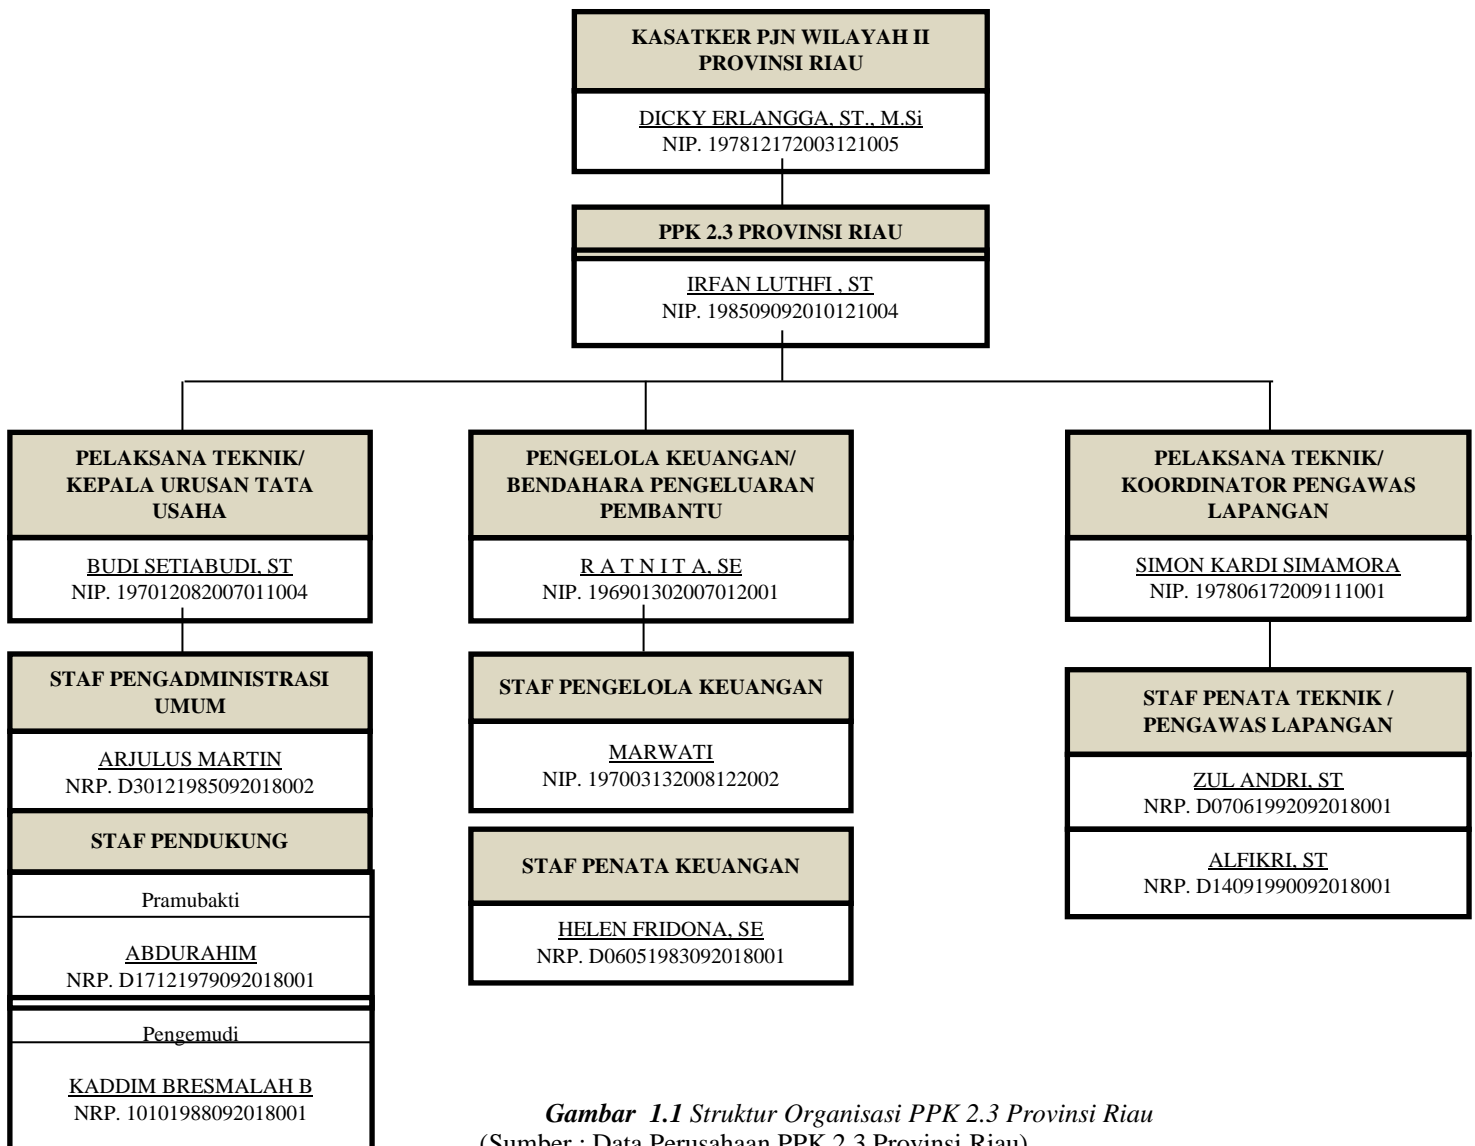 KASATKER PJN WILAYAH II
PROVINSI RIAU
DICKY ERLANGGA, ST., M.Si
NIP. 197812172003121005
PPK 2.3 PROVINSI RIAU
IRFAN LUTHFI , ST
NIP. 198509092010121004
PELAKSANA TEKNIK/
KEPALA URUSAN TATA
USAHA
BUDI SETIABUDI, ST
NIP. 197012082007011004
STAF PENGADMINISTRASI
UMUM
ARJULUS MARTIN
NRP. D30121985092018002
STAF PENDUKUNG
Pramubakti
ABDURAHIM
NRP. D17121979092018001
Pengemudi
KADDIM BRESMALAH B
NRP. 10101988092018001
PENGELOLA KEUANGAN/
BENDAHARA PENGELUARAN
PEMBANTU
R A T N I T A, SE
NIP. 196901302007012001
STAF PENGELOLA KEUANGAN
MARWATI
NIP. 197003132008122002
STAF PENATA KEUANGAN
HELEN FRIDONA, SE
NRP. D06051983092018001
PELAKSANA TEKNIK/
KOORDINATOR PENGAWAS
LAPANGAN
SIMON KARDI SIMAMORA
NIP. 197806172009111001
STAF PENATA TEKNIK /
PENGAWAS LAPANGAN
ZUL ANDRI, ST
NRP. D07061992092018001
ALFIKRI, ST
NRP. D14091990092018001
Gambar 1.1 Struktur Organisasi PPK 2.3 Provinsi Riau
(Sumber : Data Perusahaan PPK 2.3 Provinsi Riau)